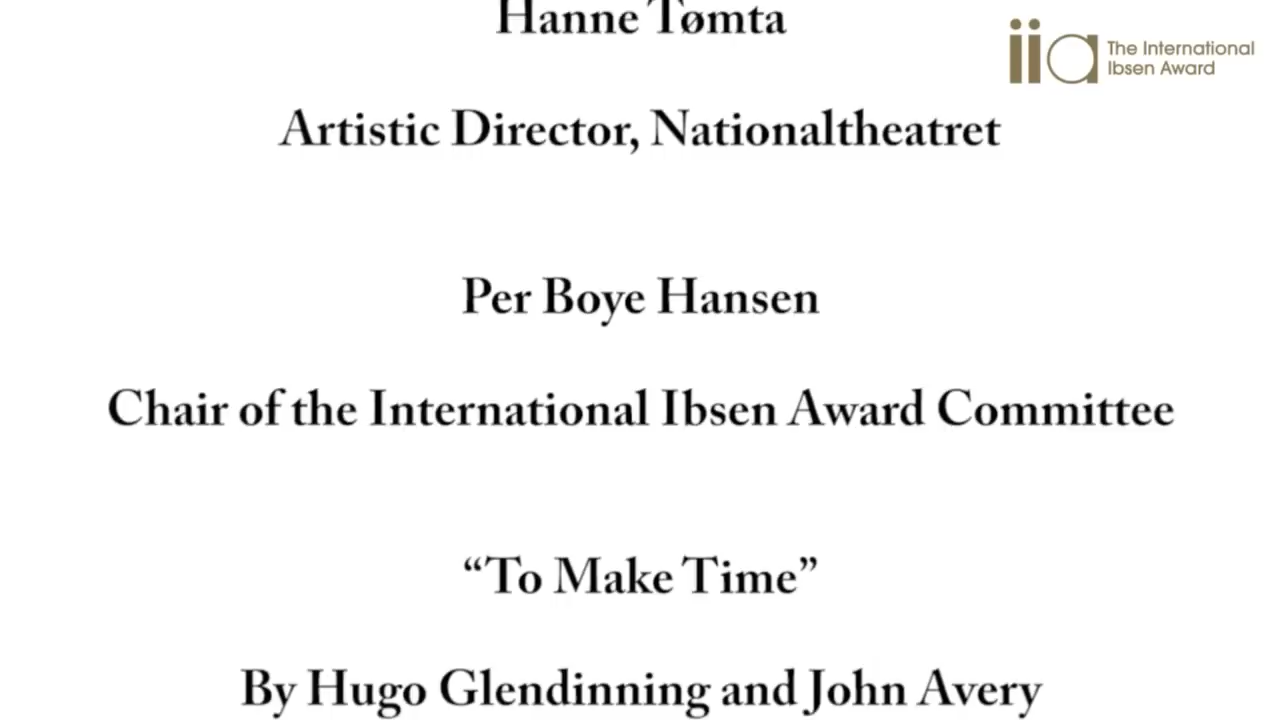 Hanne Tømta
iia The International
Ibsen Award
Artistic Director, Nationaltheatret
Per Boye Hansen
Chair of the International Ibsen Award Committee
“To Make Time”
By Hugo Glendinning and John Avery